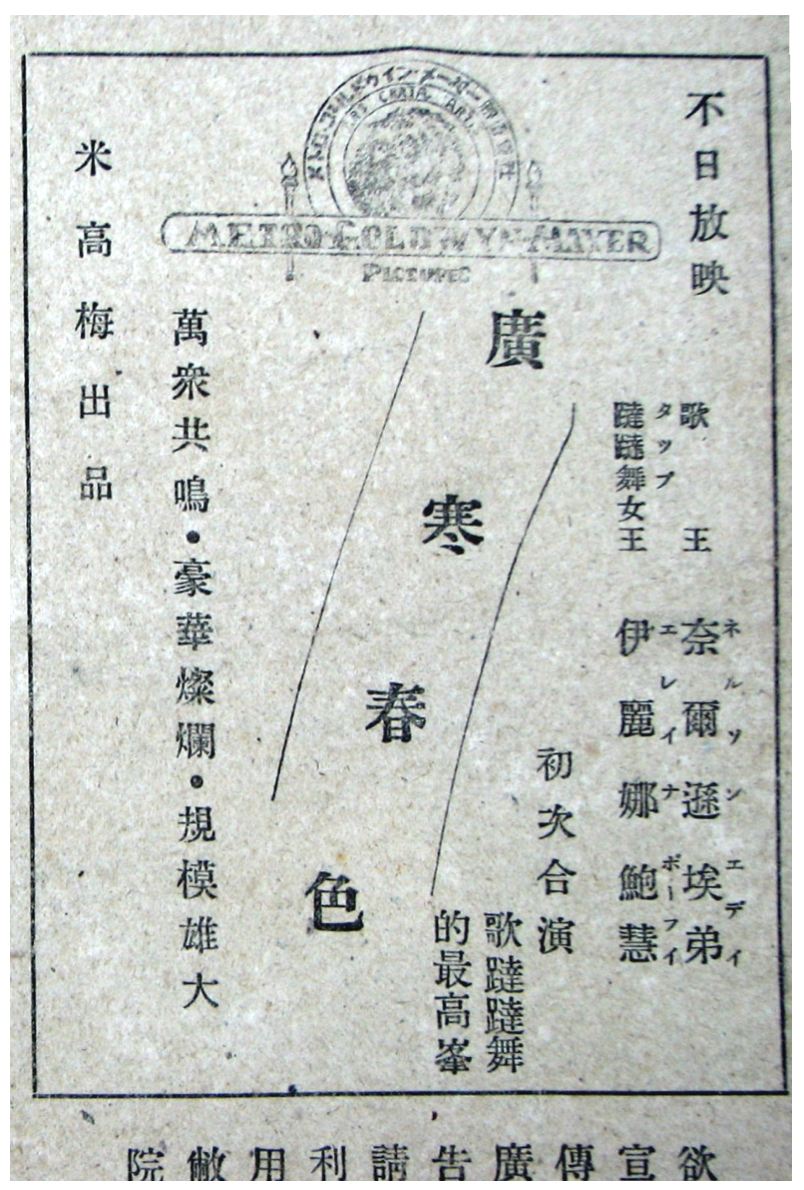 不日放映
歌王 奈爾遜埃弟
ネルソンエディ
躂躂舞女王 伊麗娜鮑慧
タップ エレイナボーフイ
初次合演
歌躂躂舞
的最高峯
廣寒春色
萬衆共鳴・豪華燦爛・規模雄大
米高梅出品
METRO-GOLDWYN-MAYER
欲宣傳廣告請利用敝院